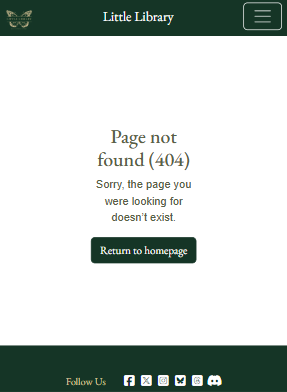 Little Library
Page not
found (404)
Sorry, the page you
were looking for
doesn't exist.
Return to homepage
Follow Us